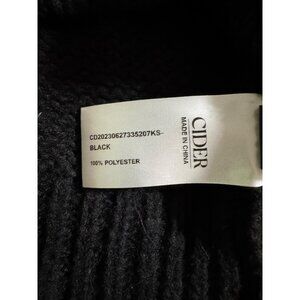 CD20230627335207KS-
BLACK
100% POLYESTER
CIDER
MADE IN CHINA